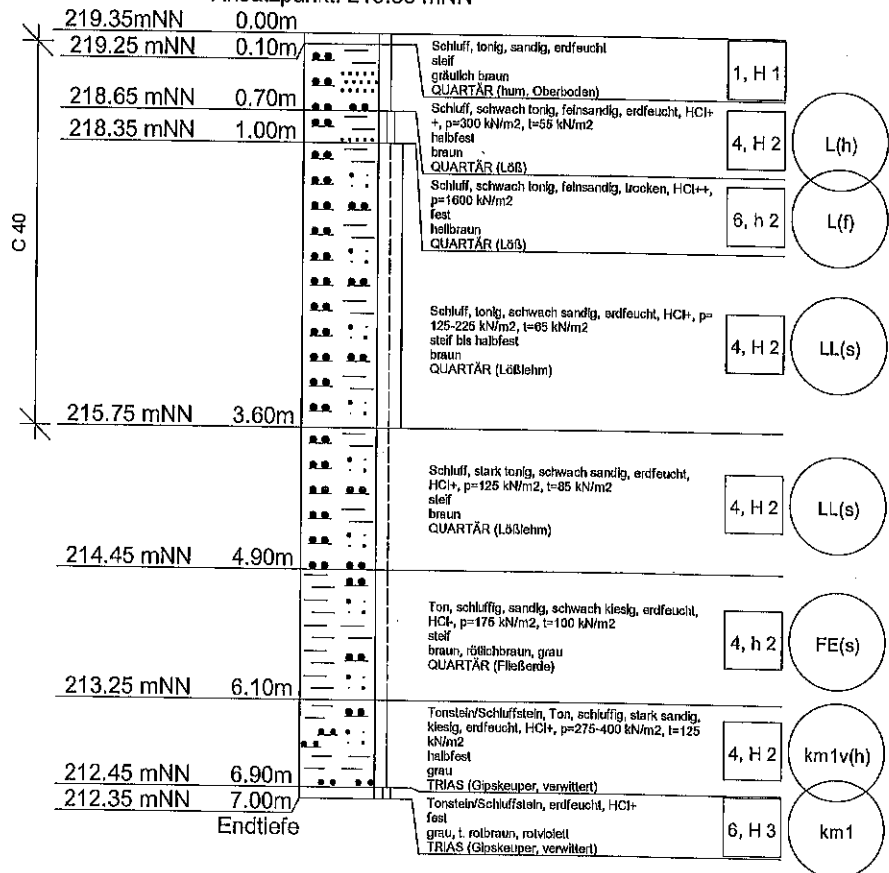 219.35mNN 0.00m
219.25 mNN 0.10m
218.65 mNN 0.70m
218.35 mNN 1.00m
C 40
215.75 mNN 3.60m
214.45 mNN 4.90m
213.25 mNN 6.10m
212.45 mNN 6.90m
212.35 mNN 7.00m
Endtiefe
Schluff, tonig, sandig, erdfeucht
steif
gräulich braun
QUARTÄR (hum, Oberboden)
1, H 1
Schluff, schwach tonig, feinsandig, erdfeucht, HCl+
+, p=300 kN/m2, t=55 kN/m2
halbfest
braun
QUARTÄR (Löß)
4, H 2
L(h)
Schluff, schwach tonig, feinsandig, trocken, HCl++,
p=1600 kN/m2
fest
hellbraun
QUARTÄR (Löß)
6, h 2
L(f)
Schluff, tonig, schwach sandig, erdfeucht, HCl+, p=
125-225 kN/m2, t=65 kN/m2
steif bis halbfest
braun
QUARTÄR (Lößlehm)
4, H 2
LL(s)
Schluff, stark tonig, schwach sandig, erdfeucht,
HCl+, p=125 kN/m2, t=85 kN/m2
steif
braun
QUARTÄR (Lößlehm)
4, H 2
LL(s)
Ton, schluffig, sandig, schwach kiesig, erdfeucht,
HCl-, p=175 kN/m2, t=100 kN/m2
steif
braun, rötlichbraun, grau
QUARTÄR (Fließerde)
4, h 2
FE(s)
Tonstein/Schluffstein, Ton, schluffig, stark sandig,
kiesig, erdfeucht, HCl+, p=275-400 kN/m2, t=125
kN/m2
halbfest
grau
TRIAS (Gipskeuper, verwittert)
4, H 2
km1v(h)
Tonstein/Schluffstein, erdfeucht, HCl+
fest
grau, t. rotbraun, rotviolett
TRIAS (Gipskeuper, verwittert)
6, H 3
km1